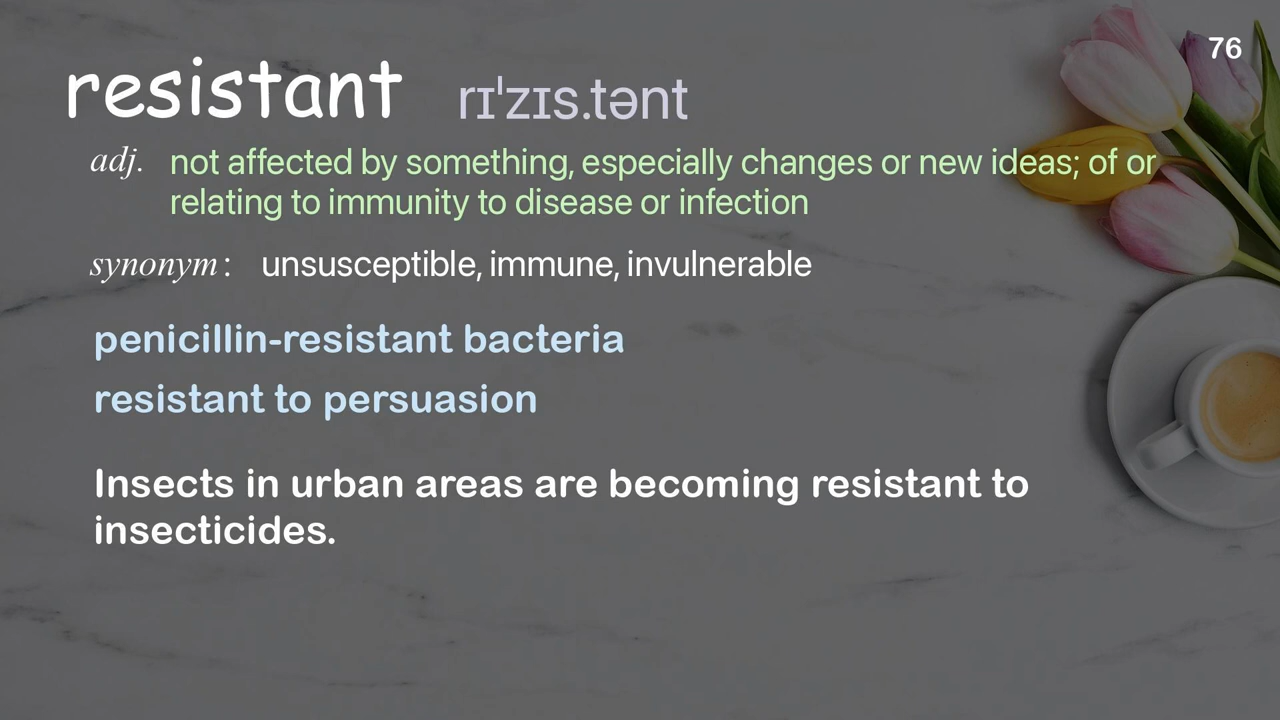 76
resistant rɪˈzɪs.tənt
adj. not affected by something, especially changes or new ideas; of or
relating to immunity to disease or infection
synonym: unsusceptible, immune, invulnerable
penicillin-resistant bacteria
resistant to persuasion
Insects in urban areas are becoming resistant to
insecticides.